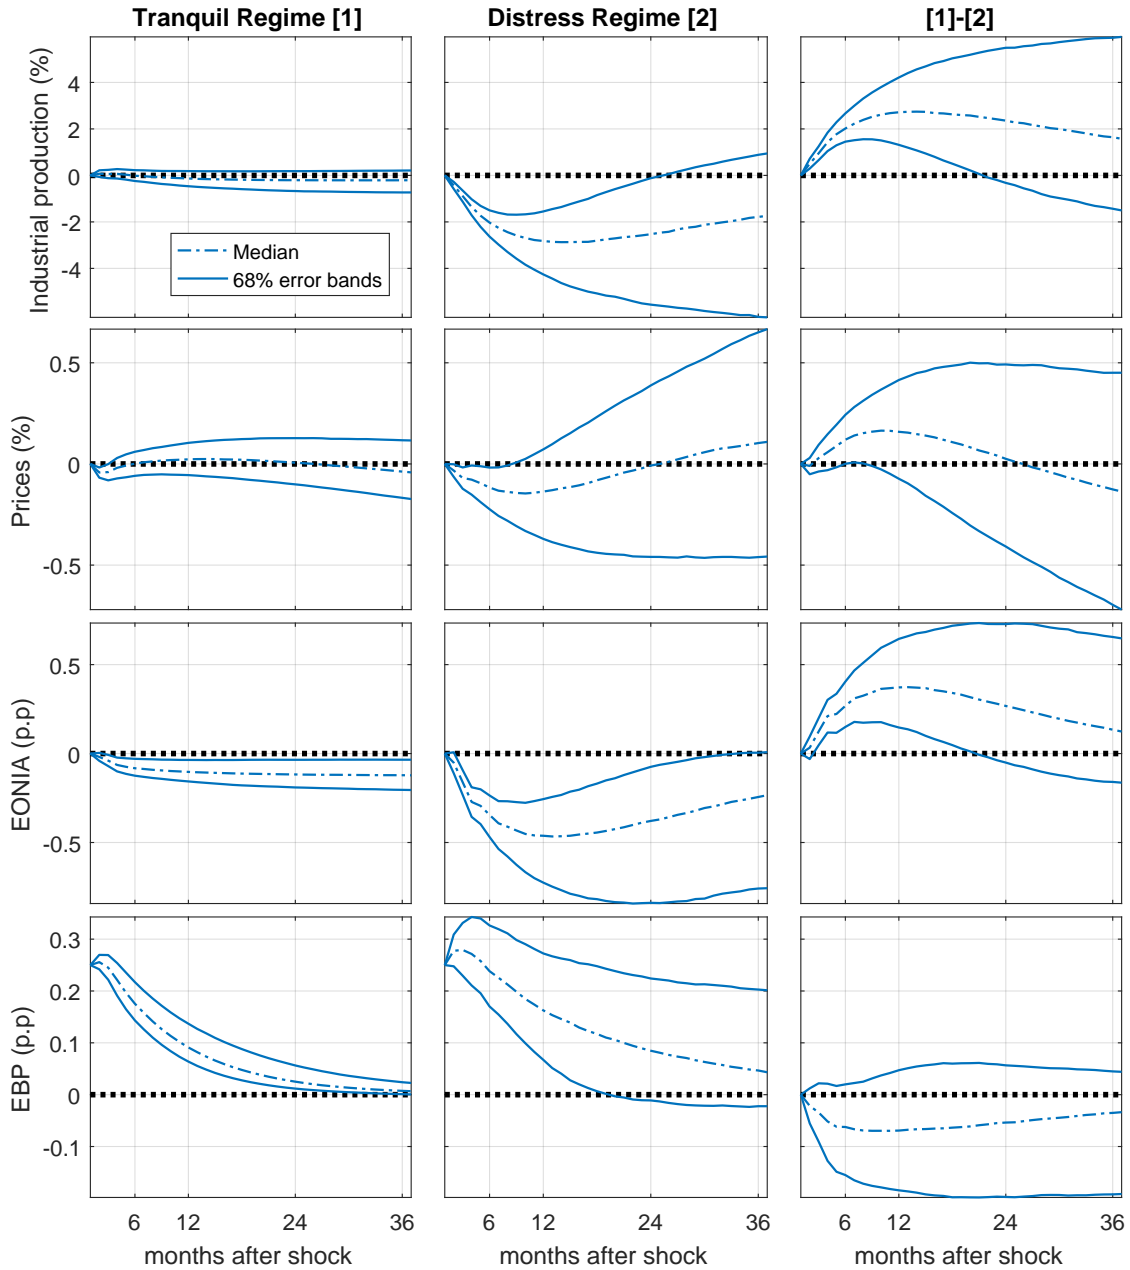 Tranquil Regime [1]
Distress Regime [2]
[1]-[2]
Industrial production (%)
4
2
0
-2
-4
Median
68% error bands
Prices (%)
0.5
0
-0.5
EONIA (p.p)
0.5
0
-0.5
EBP (p.p)
0.3
0.2
0.1
0
-0.1
6
12
24
36
6
12
24
36
6
12
24
36
months after shock
months after shock
months after shock